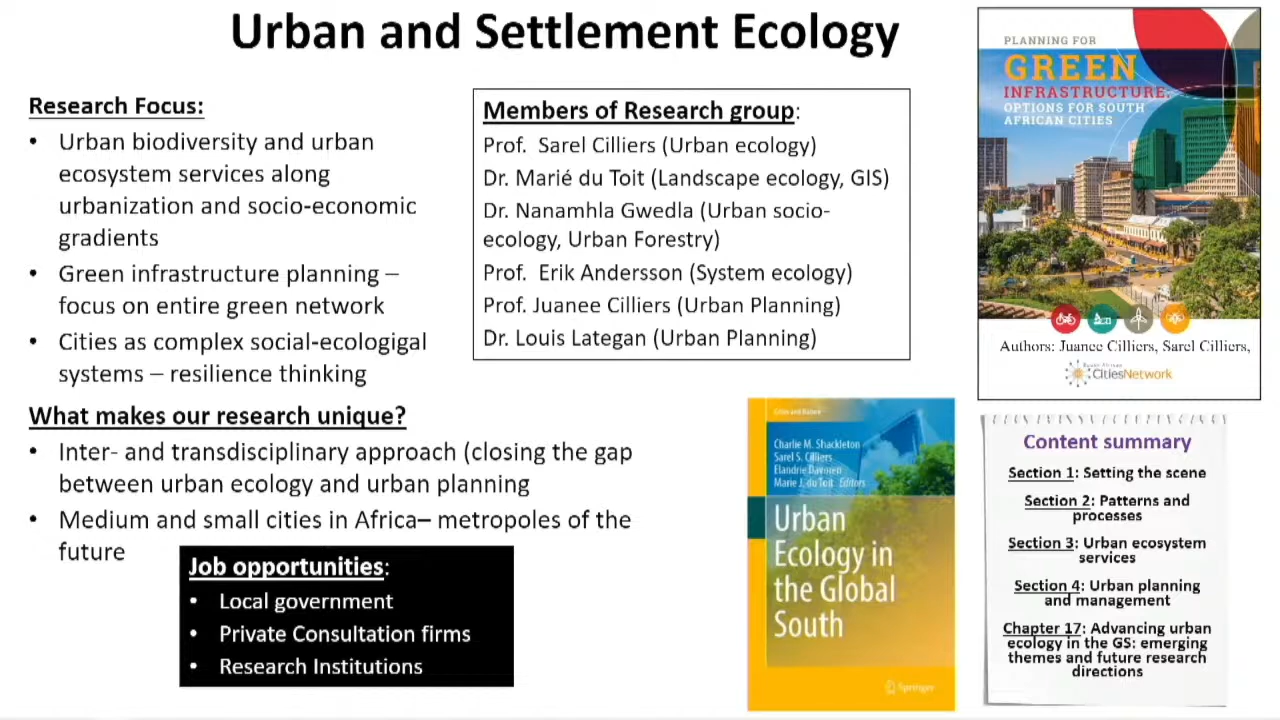 Urban and Settlement Ecology
Research Focus:
• Urban biodiversity and urban
ecosystem services along
urbanization and socio-economic
gradients
• Green infrastructure planning –
focus on entire green network
• Cities as complex social-ecologigal
systems – resilience thinking
What makes our research unique?
• Inter- and transdisciplinary approach (closing the gap
between urban ecology and urban planning
• Medium and small cities in Africa– metropoles of the
future
Job opportunities:
• Local government
• Private Consultation firms
• Research Institutions
Members of Research group:
Prof. Sarel Cilliers (Urban ecology)
Dr. Marié du Toit (Landscape ecology, GIS)
Dr. Nanamhla Gwedla (Urban socio-
ecology, Urban Forestry)
Prof. Erik Andersson (System ecology)
Prof. Juanee Cilliers (Urban Planning)
Dr. Louis Lategan (Urban Planning)
PLANNING FOR
GREEN
INFRASTRUCTURE:
OPTIONS FOR SOUTH
AFRICAN CITIES
Authors: Juanee Cilliers, Sarel Cilliers,
CitiesNetwork
Cities and Nature
Charlie M. Shackleton
Sarel S. Cilliers
Elandrie Davoren
Marie J. du Toit Editors
Urban
Ecology in
the Global
South
Springer
Content summary
Section 1: Setting the scene
Section 2: Patterns and
processes
Section 3: Urban ecosystem
services
Section 4: Urban planning
and management
Chapter 17: Advancing urban
ecology in the GS: emerging
themes and future research
directions